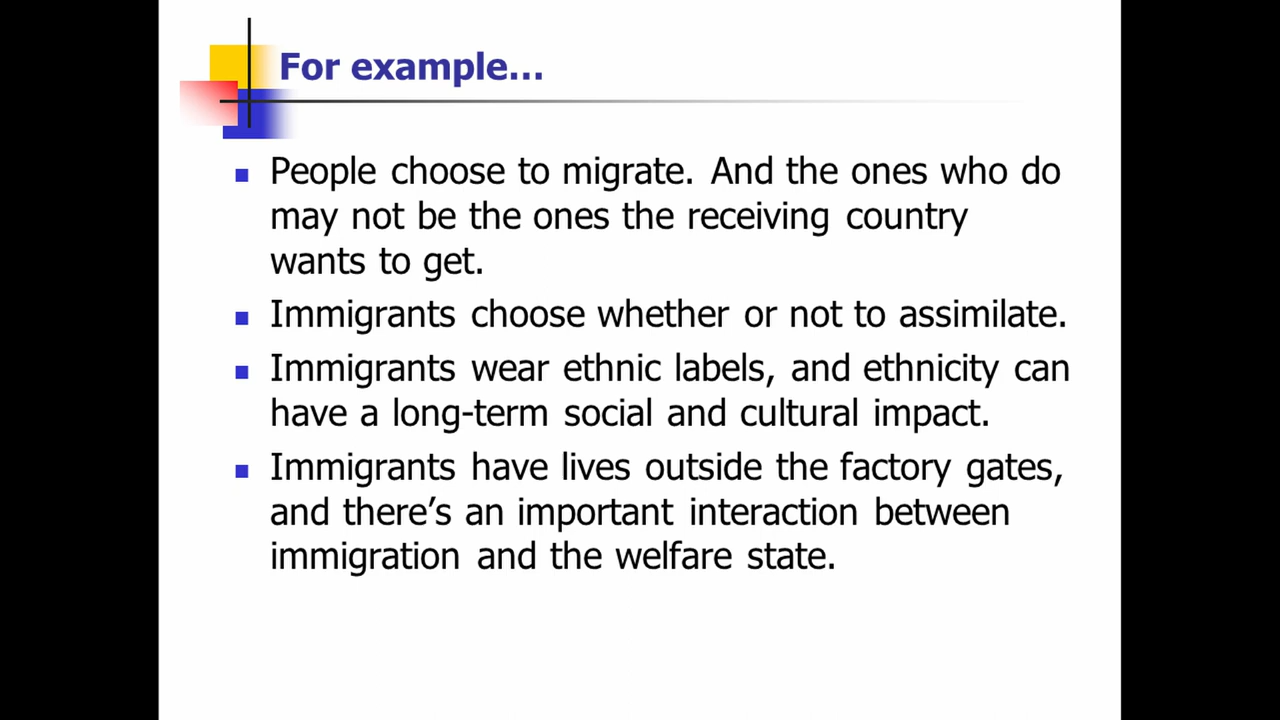 For example…
People choose to migrate. And the ones who do
may not be the ones the receiving country
wants to get.
Immigrants choose whether or not to assimilate.
Immigrants wear ethnic labels, and ethnicity can
have a long-term social and cultural impact.
Immigrants have lives outside the factory gates,
and there’s an important interaction between
immigration and the welfare state.